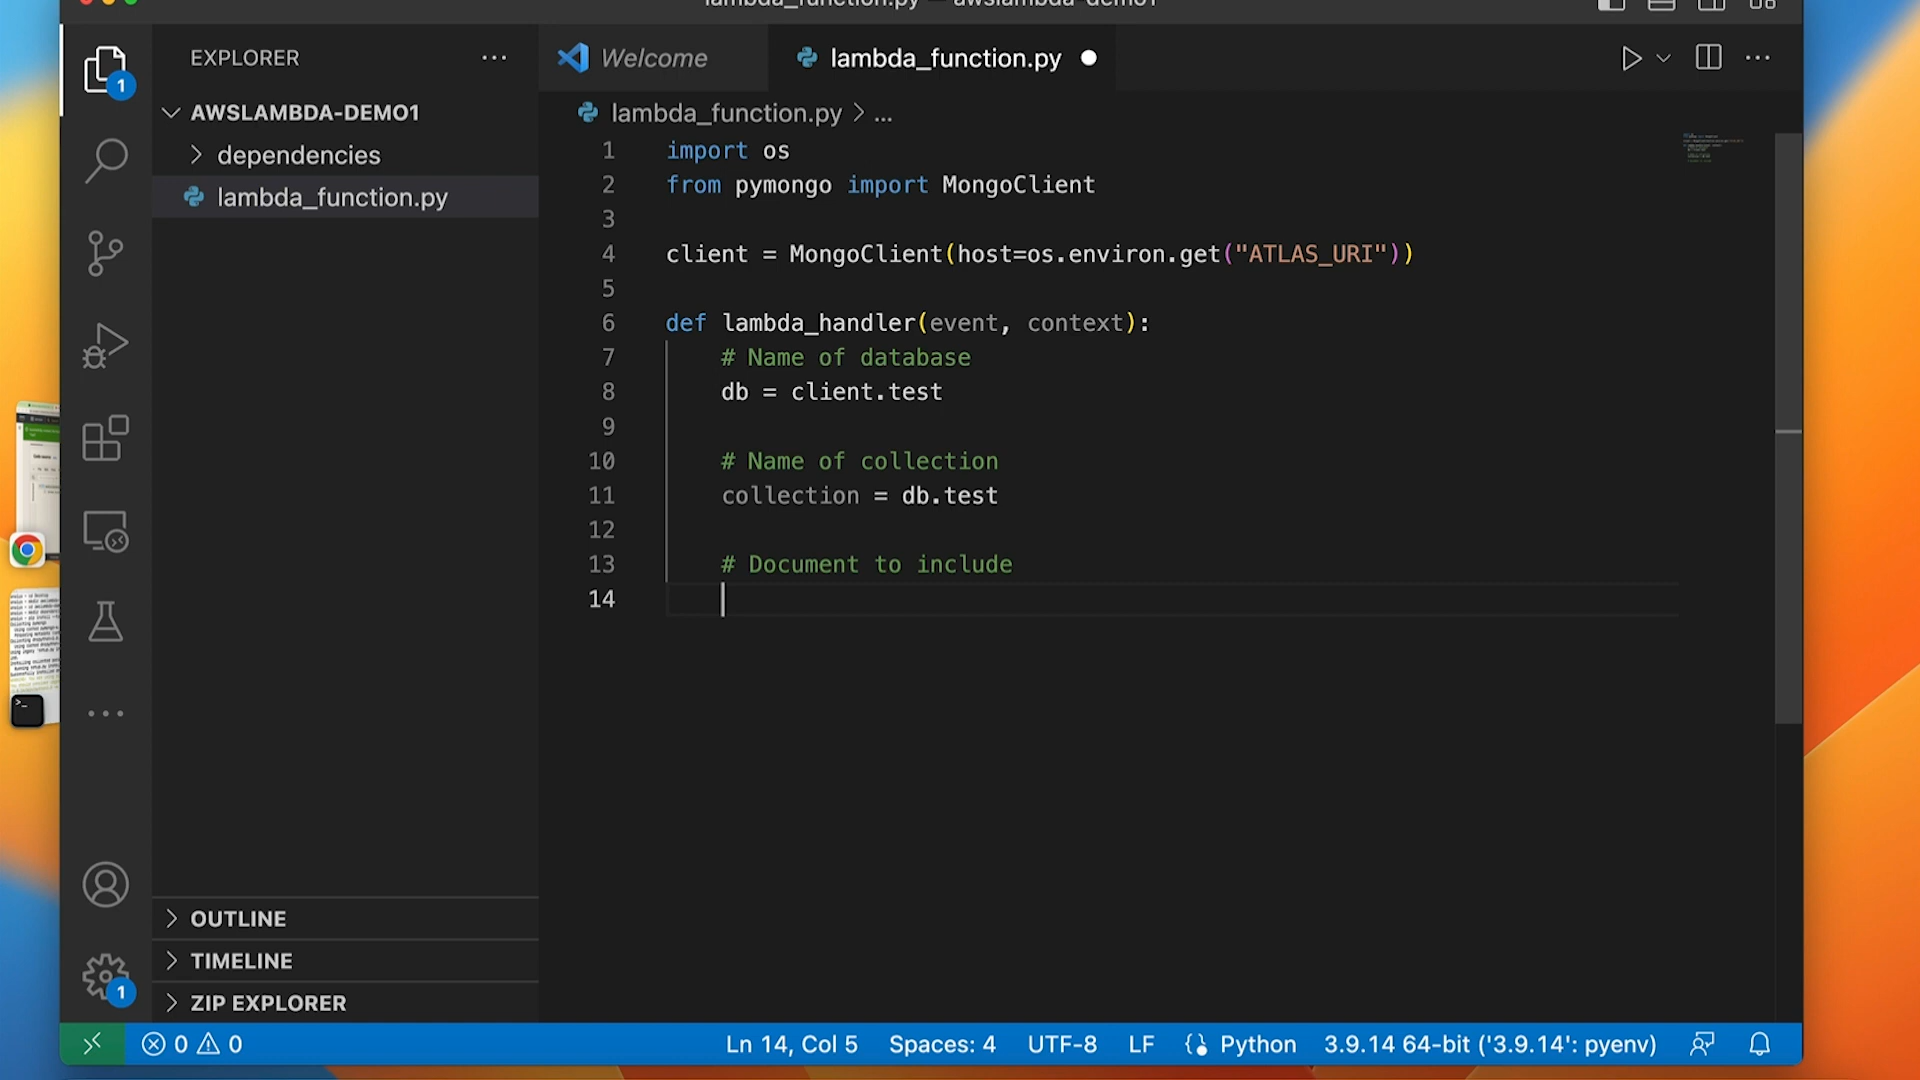 lambda_function.py — awslambda-demo1
EXPLORER
Welcome
lambda_function.py
1
AWSLAMBDA-DEMO1
lambda_function.py > ...
dependencies
lambda_function.py
1 import os
2 from pymongo import MongoClient
3
4 client = MongoClient(host=os.environ.get("ATLAS_URI"))
5
6 def lambda_handler(event, context):
7 # Name of database
8 db = client.test
9
10 # Name of collection
11 collection = db.test
12
13 # Document to include
14
OUTLINE
TIMELINE
ZIP EXPLORER
1
0 0
Ln 14, Col 5
Spaces: 4
UTF-8
LF
Python
3.9.14 64-bit ('3.9.14': pyenv)